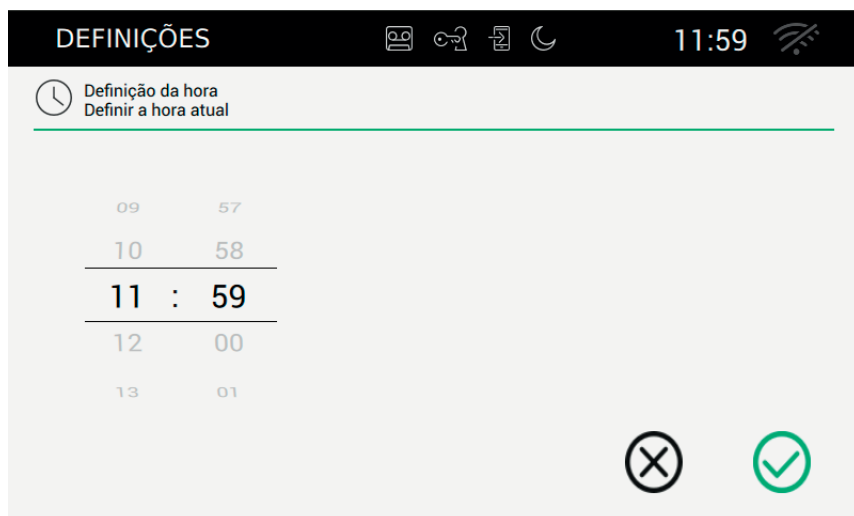 DEFINIÇÕES 11:59
Definição da hora
Definir a hora atual
09 57
10 58
11 : 59
12 00
13 01